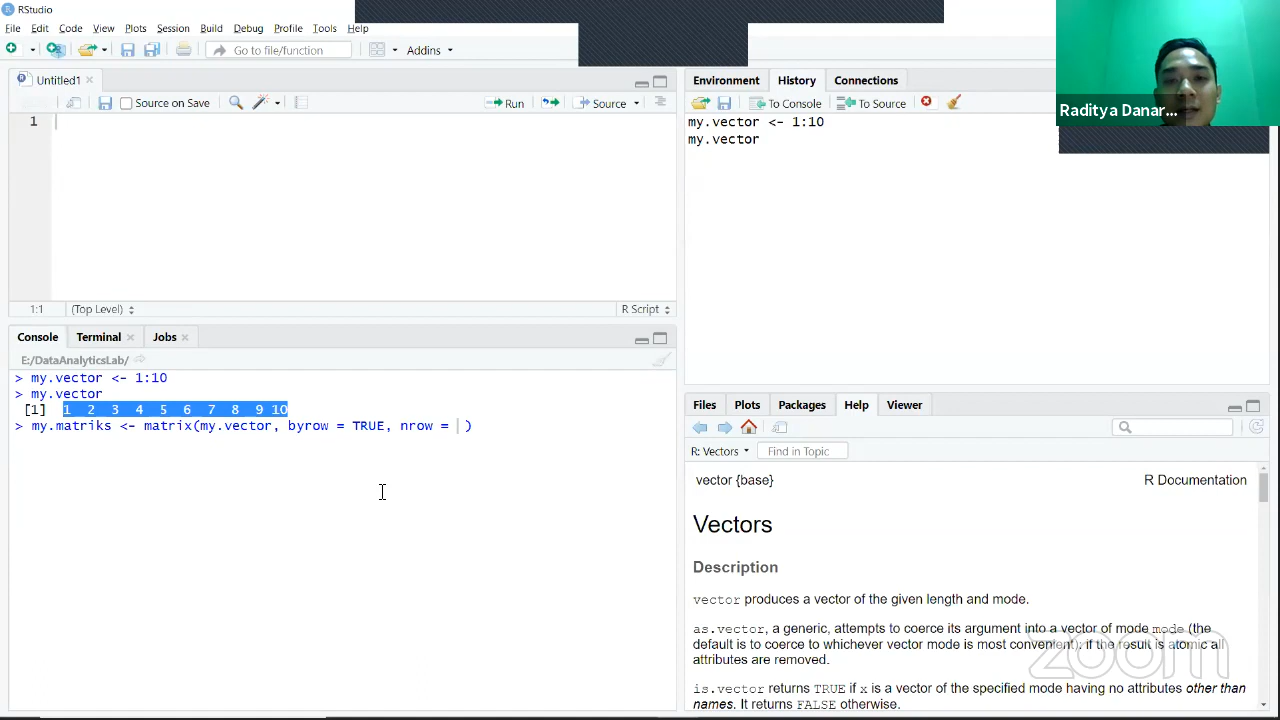 RStudio
File Edit Code View Plots Session Build Debug Profile Tools Help
Go to file/function Addins
Untitled1
Source on Save Run Source
1
1:1 (Top Level) R Script
Console Terminal Jobs
E:/DataAnalyticsLab/
> my.vector <- 1:10
> my.vector
[1] 1 2 3 4 5 6 7 8 9 10
> my.matriks <- matrix(my.vector, byrow = TRUE, nrow = )
Environment History Connections
To Console To Source
my.vector <- 1:10
my.vector
Raditya Danar...
Files Plots Packages Help Viewer
R: Vectors Find in Topic
vector {base} R Documentation
Vectors
Description
vector produces a vector of the given length and mode.
as.vector, a generic, attempts to coerce its argument into a vector of mode mode (the
default is to coerce to whichever vector mode is most convenient): if the result is atomic all
attributes are removed.
is.vector returns TRUE if x is a vector of the specified mode having no attributes other than
names. It returns FALSE otherwise.
zoom